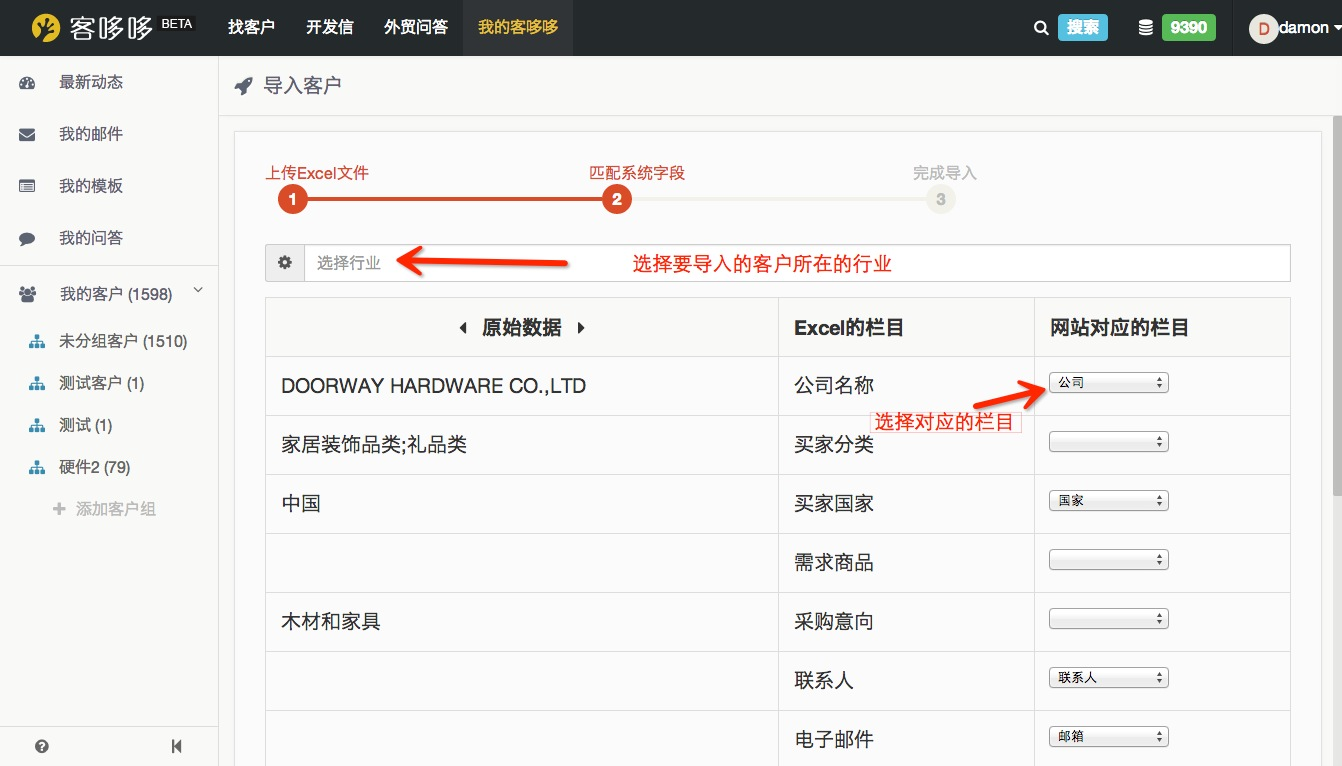 客哆哆 BETA 找客户 开发信 外贸问答 我的客哆哆 搜索 9390 D damon
最新动态
我的邮件
我的模板
我的问答
我的客户 (1598)
未分组客户 (1510)
测试客户 (1)
测试 (1)
硬件2 (79)
添加客户组
导入客户
上传Excel文件 匹配系统字段 完成导入
1 2 3
选择行业 选择要导入的客户所在的行业
原始数据 Excel的栏目 网站对应的栏目
DOORWAY HARDWARE CO.,LTD 公司名称 公司
选择对应的栏目
家居装饰品类;礼品类 买家分类
中国 买家国家 国家
需求商品
木材和家具 采购意向
联系人 联系人
电子邮件 邮箱